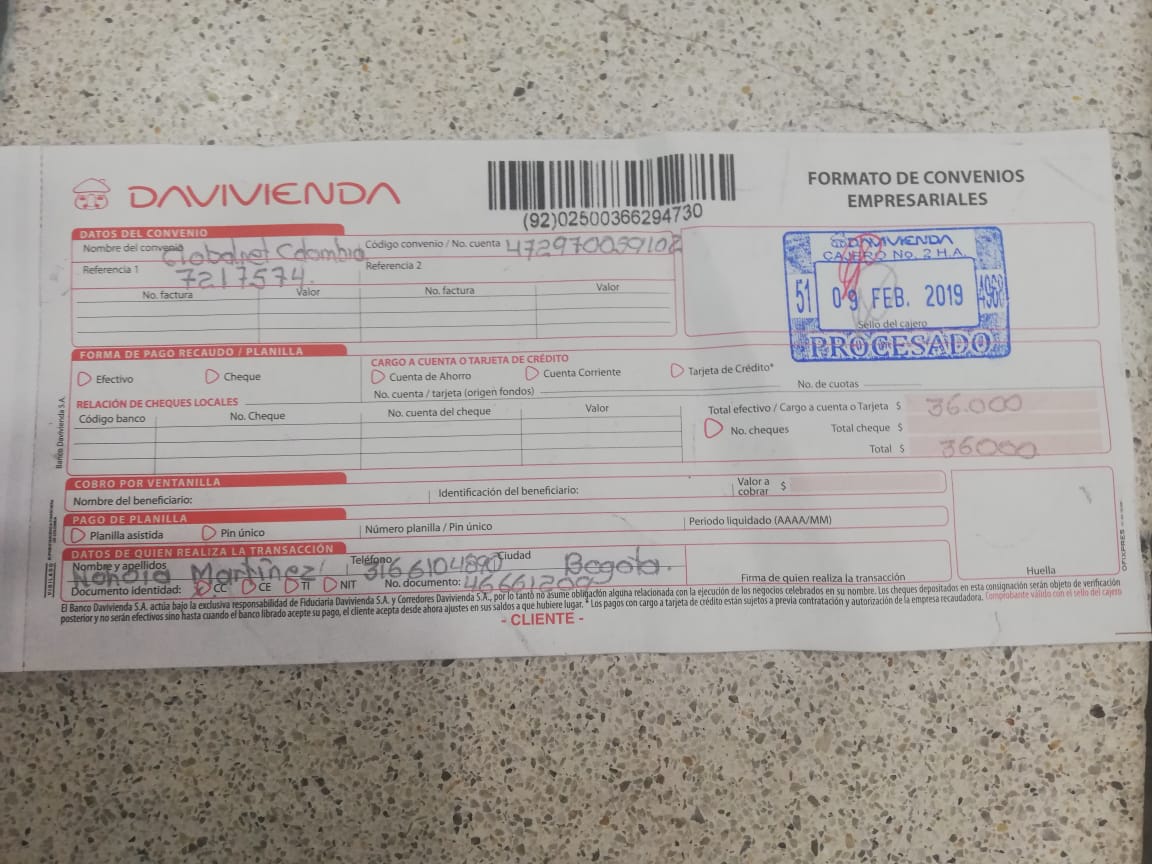 DAVIVIENDA
(92)02500366294730
FORMATO DE CONVENIOS
EMPRESARIALES
DATOS DEL CONVENIO
Nombre del convenio Globalnet Colombia Código convenio / No. cuenta 472970059102
Referencia 1 7217574. Referencia 2
No. factura Valor No. factura Valor
DAVIVIENDA
CAJERO No. 2 H.A.
51 09 FEB. 2019
Sello del cajero
PROCESADO
FORMA DE PAGO RECAUDO / PLANILLA
Efectivo Cheque
CARGO A CUENTA O TARJETA DE CRÉDITO
Cuenta de Ahorro Cuenta Corriente Tarjeta de Crédito*
No. cuenta / tarjeta (origen fondos) No. de cuotas
RELACIÓN DE CHEQUES LOCALES
Código banco No. Cheque No. cuenta del cheque Valor
Total efectivo / Cargo a cuenta o Tarjeta $ 36.000
No. cheques Total cheque $
Total $ 36000
Banco Davivienda S.A.
COBRO POR VENTANILLA
Nombre del beneficiario: Identificación del beneficiario: Valor a cobrar $
PAGO DE PLANILLA
Planilla asistida Pin único Número planilla / Pin único Periodo liquidado (AAAA/MM)
DATOS DE QUIEN REALIZA LA TRANSACCIÓN
Nombre y apellidos Martinez Teléfono 3166104890 Ciudad Bogota.
Documento identidad: CC CE TI NIT No. documento: 46661200
Firma de quien realiza la transacción
Huella
El Banco Davivienda S.A. actúa bajo la exclusiva responsabilidad de Fiduciaria Davivienda S.A. y Corredores Davivienda S.A., por lo tanto no asume obligación alguna relacionada con la ejecución de los negocios celebrados en su nombre. Los cheques depositados en esta consignación serán objeto de verificación
posterior y no serán efectivos sino hasta cuando el banco librado acepte su pago, el cliente acepta desde ahora ajustes en sus saldos a que hubiere lugar. * Los pagos con cargo a tarjeta de crédito están sujetos a previa contratación y autorización de la empresa recaudadora. Comprobante válido con el sello del cajero
- CLIENTE -